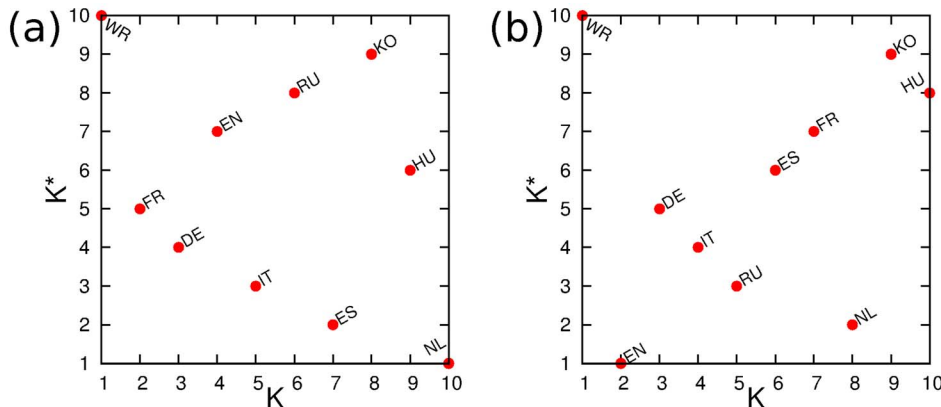 (a)
10
9
8
7
6
5
4
3
2
1
K*
WR
KO
RU
EN
HU
FR
DE
IT
ES
NL
1 2 3 4 5 6 7 8 9 10
K
(b)
10
9
8
7
6
5
4
3
2
1
K*
WR
KO
HU
FR
ES
DE
IT
RU
NL
EN
1 2 3 4 5 6 7 8 9 10
K